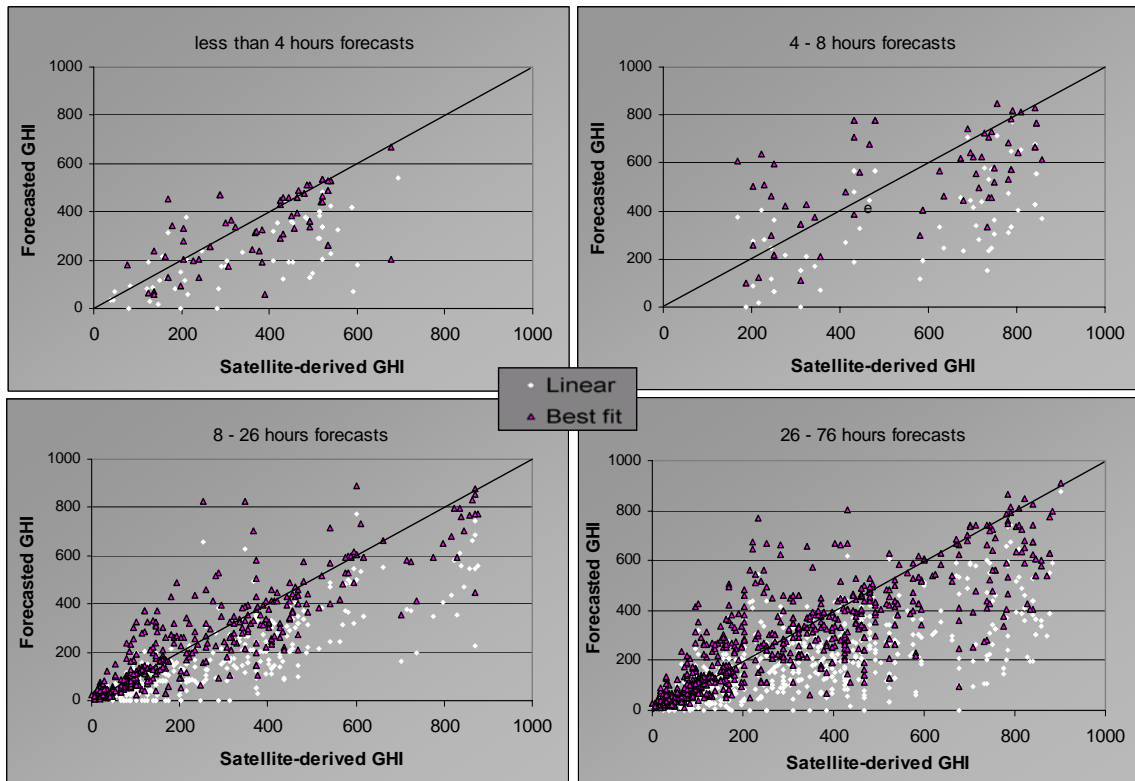 less than 4 hours forecasts
1000
800
600
400
200
0
Forecasted GHI
0 200 400 600 800 1000
Satellite-derived GHI
4 - 8 hours forecasts
1000
800
600
400
200
0
Forecasted GHI
e
0 200 400 600 800 1000
Satellite-derived GHI
Linear
Best fit
8 - 26 hours forecasts
1000
800
600
400
200
0
Forecasted GHI
0 200 400 600 800 1000
Satellite-derived GHI
26 - 76 hours forecasts
1000
800
600
400
200
0
Forecasted GHI
0 200 400 600 800 1000
Satellite-derived GHI